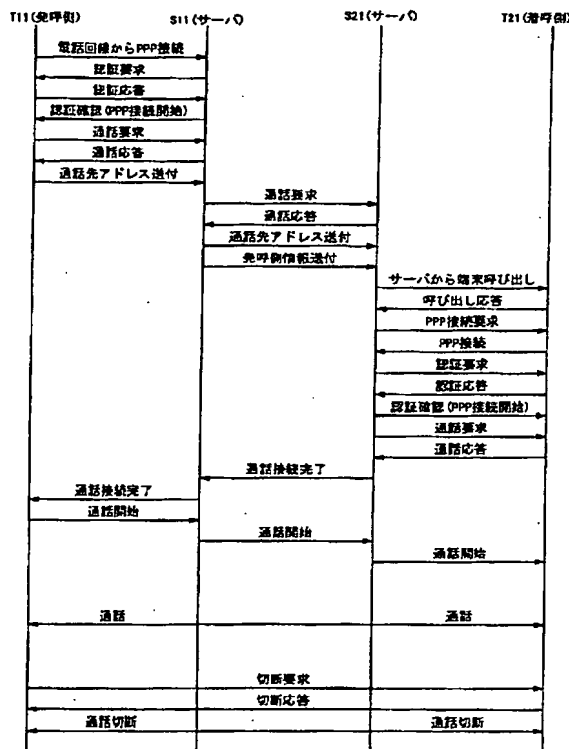 T11(発呼側) S11(サーバ) S21(サーバ) T21(着呼側)
電話回線からPPP接続
認証要求
認証応答
認証確認(PPP接続開始)
通話要求
通話応答
通話先アドレス送付
通話要求
通話応答
通話先アドレス送付
発呼側情報送付
サーバから端末呼び出し
呼び出し応答
PPP接続要求
PPP接続
認証要求
認証応答
認証確認(PPP接続開始)
通話要求
通話応答
通話接続完了
通話接続完了
通話開始
通話開始
通話開始
通話 通話
切断要求
切断応答
通話切断 通話切断